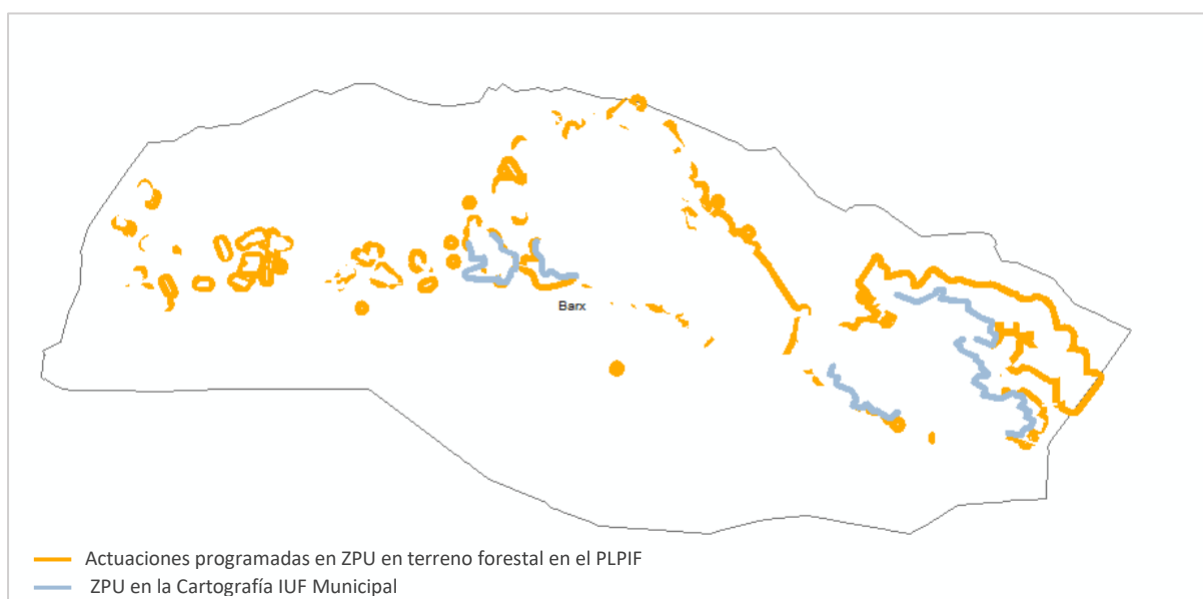 Barx
Actuaciones programadas en ZPU en terreno forestal en el PLPIF
ZPU en la Cartografía IUF Municipal